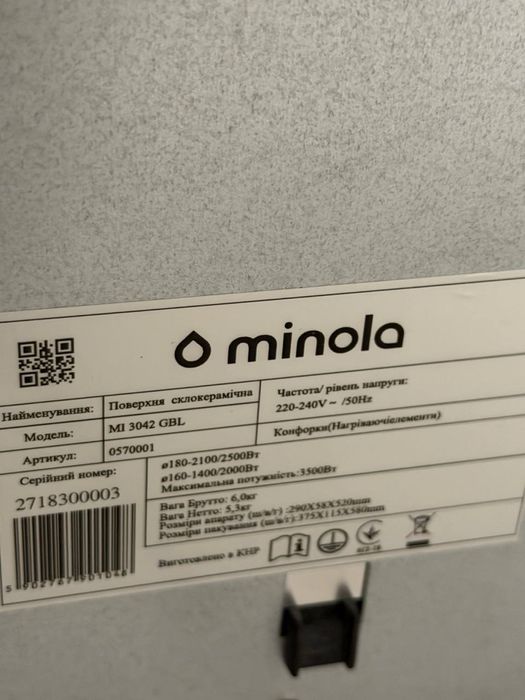 minola
Найменування: Поверхня склокерамічна
Модель: MI 3042 GBL
Артикул: 0570001
Частота/ рівень напруги:
220-240V ~ /50Hz
Конфорки(Нагріваючіелементи)
Серійний номер:
2718300003
ø180-2100/2500Вт
ø160-1400/2000Вт
Максимальна потужність:3500Вт
Вага Брутто: 6,0кг
Вага Нетто: 5,3кг
Розміри апарату (ш/в/г) :290X58X520mm
Розміри пакування (ш/в/г):375X115X580mm
Виготовлено в КНР